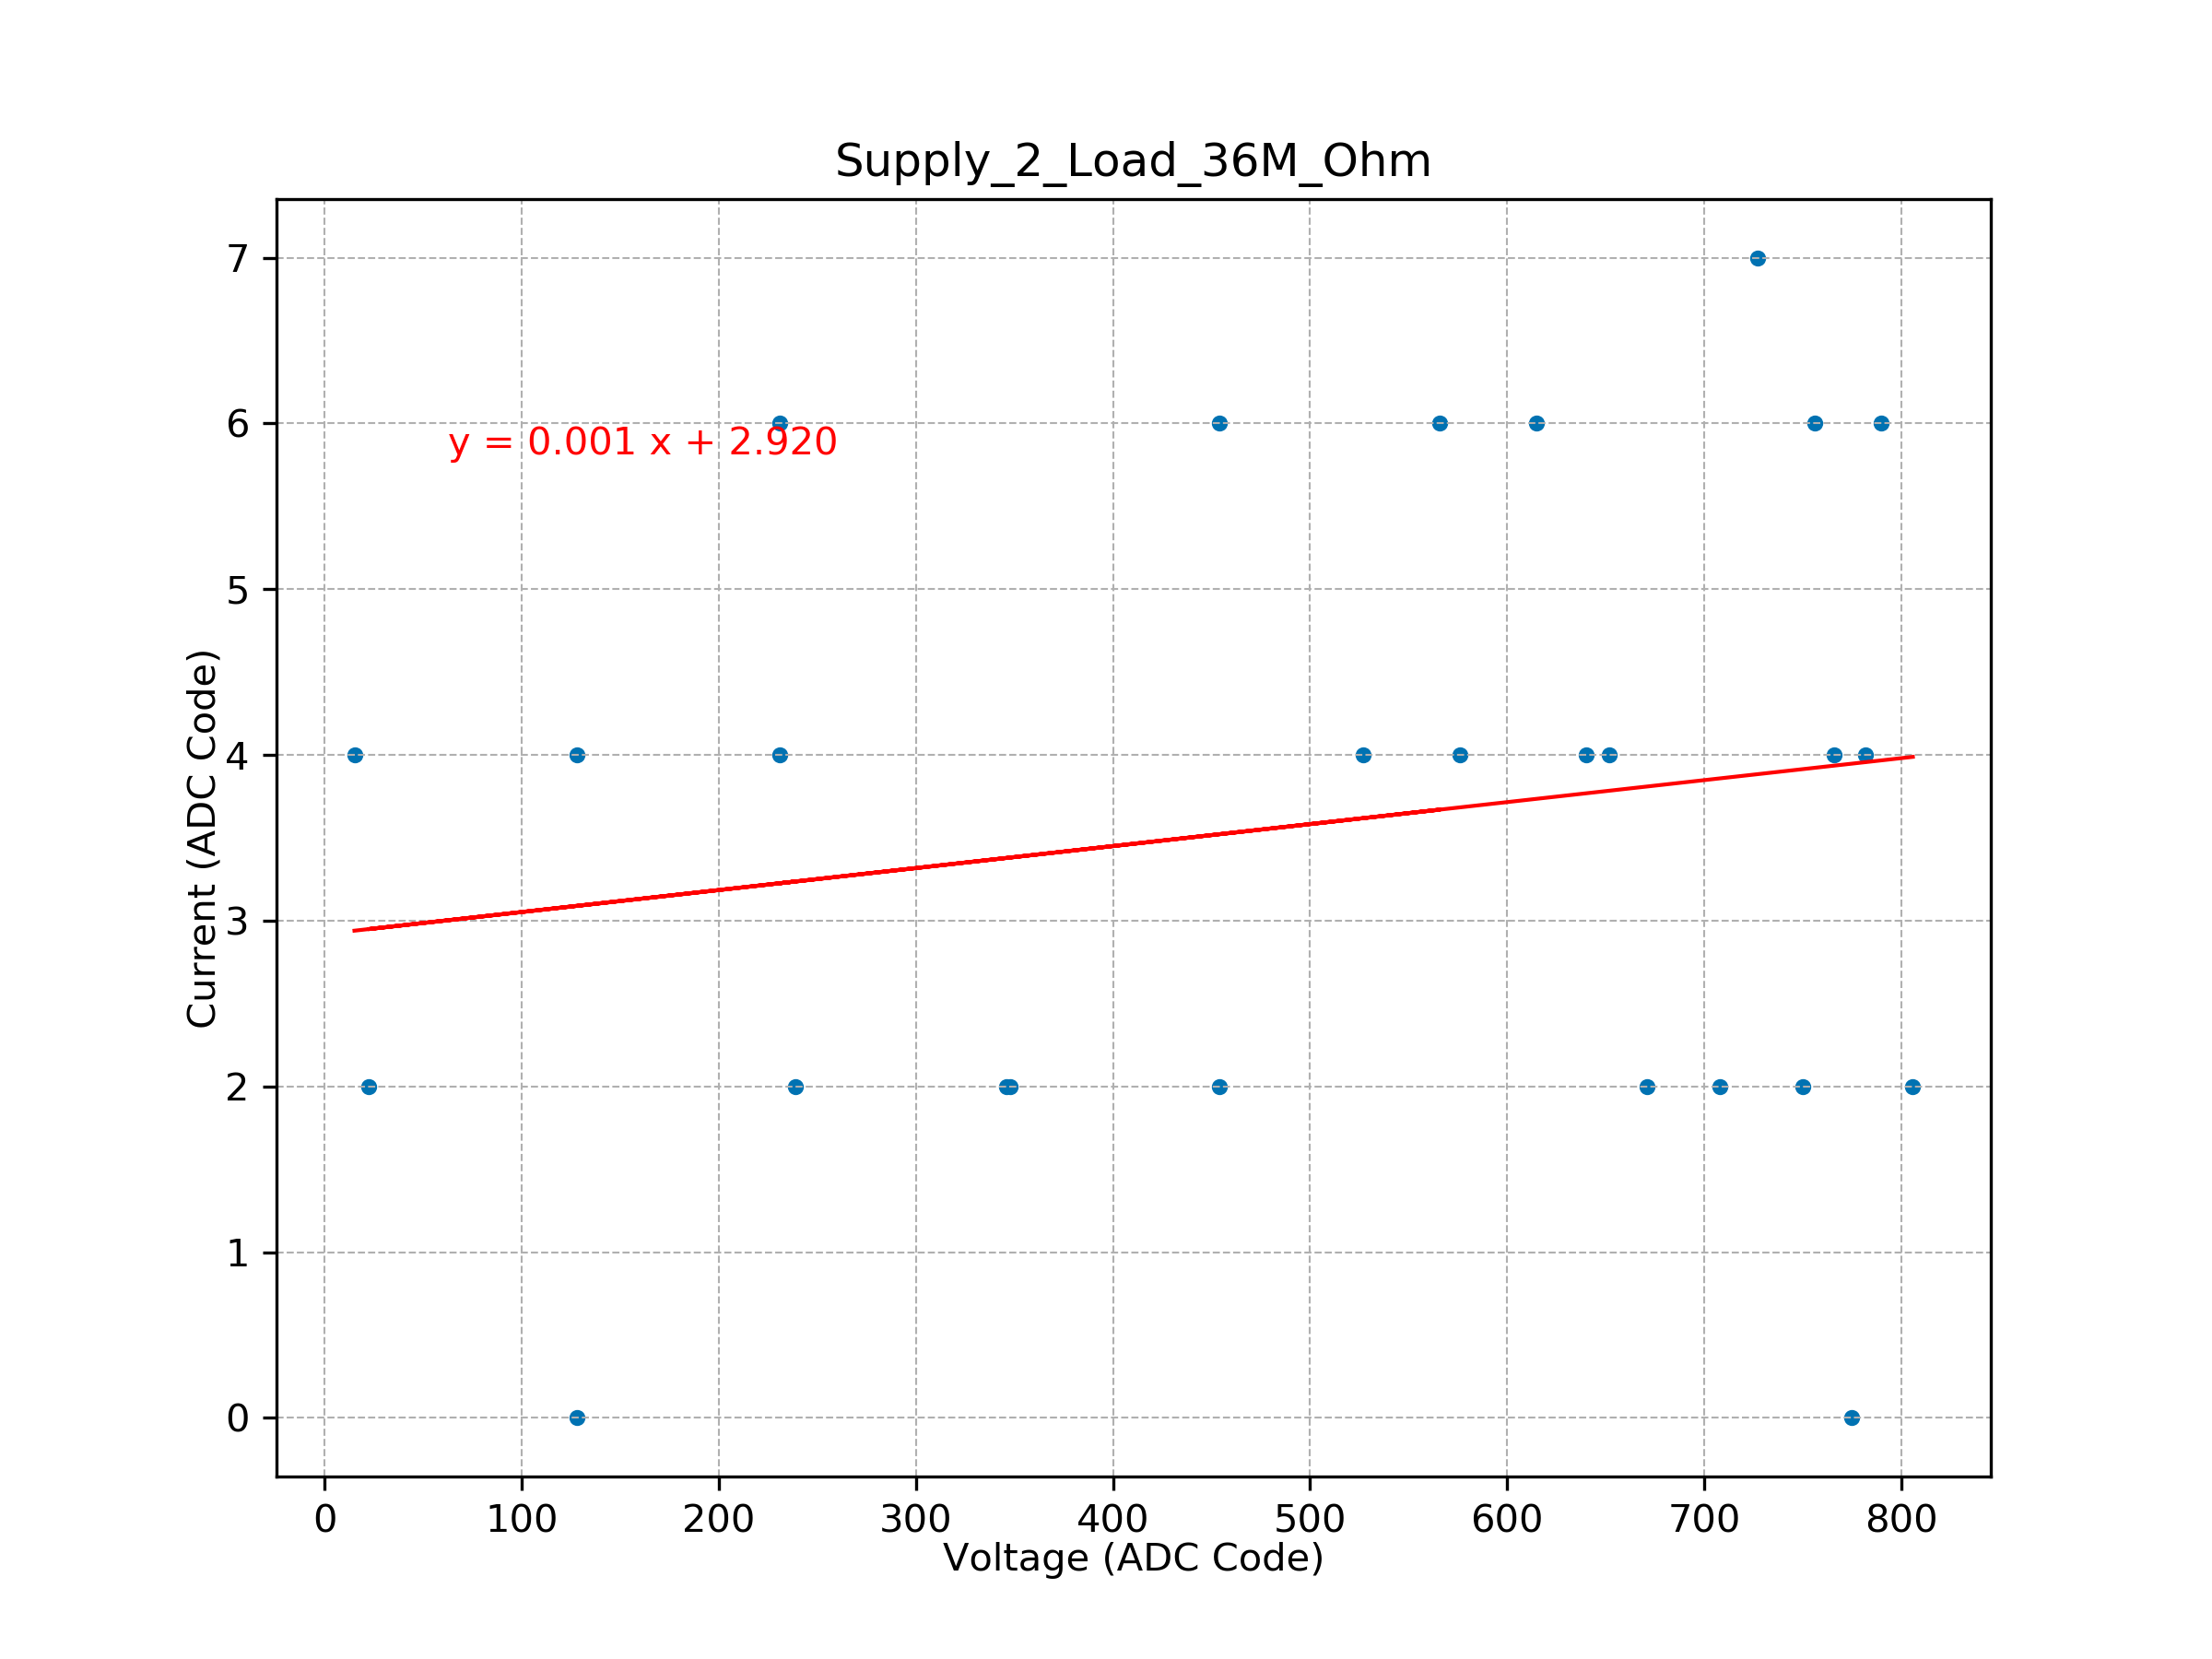 Supply_2_Load_36M_Ohm
7
6
5
4
3
2
1
0
Current (ADC Code)
y = 0.001 x + 2.920
0 100 200 300 400 500 600 700 800
Voltage (ADC Code)